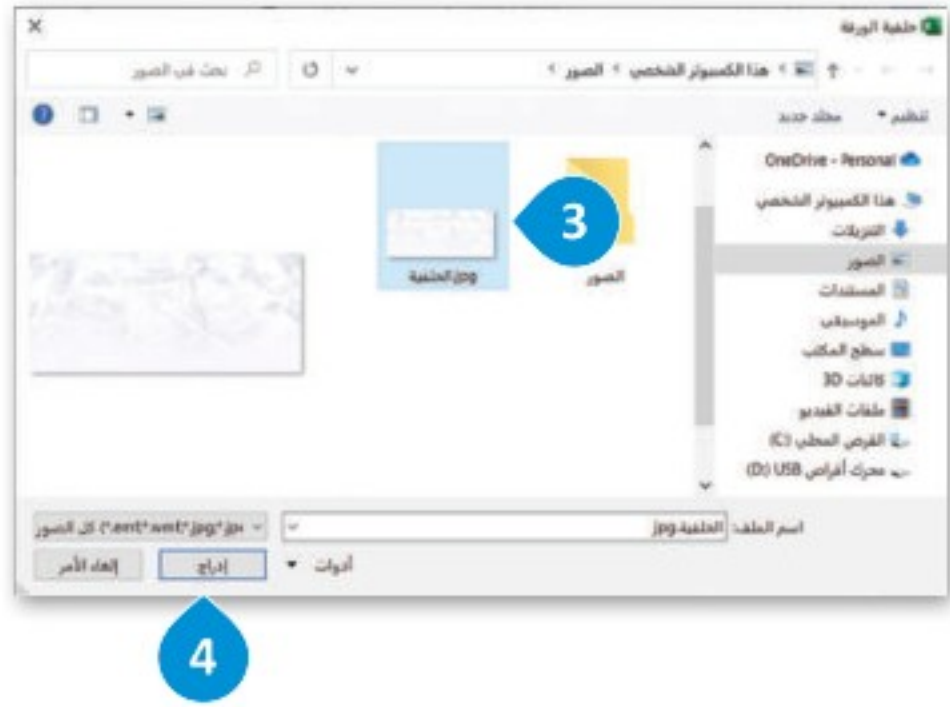 خلفية الورقة
هذا الكمبيوتر الشخصي > الصور >
بحث في الصور
تنظيم
مجلد جديد
OneDrive - Personal
هذا الكمبيوتر الشخصي
التنزيلات
الصور
المستندات
الموسيقى
سطح المكتب
كائنات 3D
ملفات الفيديو
القرص المحلي (C:)
محرك أقراص USB (D:)
الصور
الخلفية.jpg
3
اسم الملف:
الخلفية.jpg
كل الصور
أدوات
إدراج
إلغاء الأمر
4